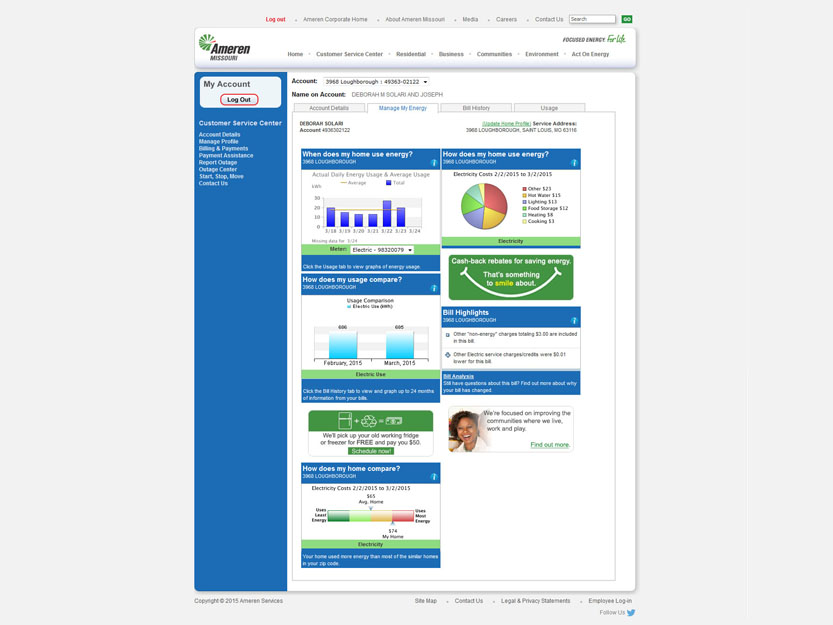 Log out
Ameren Corporate Home
About Ameren Missouri
Media
Careers
Contact Us
Search
GO
Ameren
MISSOURI
FOCUSED ENERGY. For Life.
Home
Customer Service Center
Residential
Business
Communities
Environment
Act On Energy
My Account
Log Out
Customer Service Center
Account Details
Manage Profile
Billing & Payments
Payment Assistance
Report Outage
Outage Center
Start, Stop, Move
Contact Us
Account: 3968 Loughborough : 49363-02122
Name on Account: DEBORAH M SOLARI AND JOSEPH
Account Details
Manage My Energy
Bill History
Usage
DEBORAH SOLARI
Account 4936302122
(Update Home Profile) Service Address:
3968 LOUGHBOROUGH, SAINT LOUIS, MO 63116
When does my home use energy?
3968 LOUGHBOROUGH
Actual Daily Energy Usage & Average Usage
Average
Total
kWh
30
20
10
0
3/18 3/19 3/20 3/21 3/22 3/23 3/24
Missing data for: 3/24
Meter: Electric - 98320079
Click the Usage tab to view graphs of energy usage.
How does my home use energy?
3968 LOUGHBOROUGH
Electricity Costs 2/2/2015 to 3/2/2015
Other $23
Hot Water $15
Lighting $13
Food Storage $12
Heating $8
Cooking $3
Electricity
Cash-back rebates for saving energy.
That's something
to smile about.
How does my usage compare?
3968 LOUGHBOROUGH
Usage Comparison
Electric Use (kWh)
686
695
February, 2015
March, 2015
Electric Use
Click the Bill History tab to view and graph up to 24 months
of information from your bills.
Bill Highlights
3968 LOUGHBOROUGH
Other "non-energy" charges totaling $3.00 are included
in this bill.
Other Electric service charges/credits were $0.01
lower for this bill.
Bill Analysis
Still have questions about this bill? Find out more about why
your bill has changed.
We'll pick up your old working fridge
or freezer for FREE and pay you $50.
Schedule now!
We're focused on improving the
communities where we live,
work and play.
Find out more.
How does my home compare?
3968 LOUGHBOROUGH
Electricity Costs 2/2/2015 to 3/2/2015
$65
Avg. Home
Uses
Least
Energy
Uses
Most
Energy
$74
My Home
Electricity
Your home used more energy than most of the similar homes
in your zip code.
Copyright © 2015 Ameren Services
Site Map
Contact Us
Legal & Privacy Statements
Employee Log-in
Follow Us